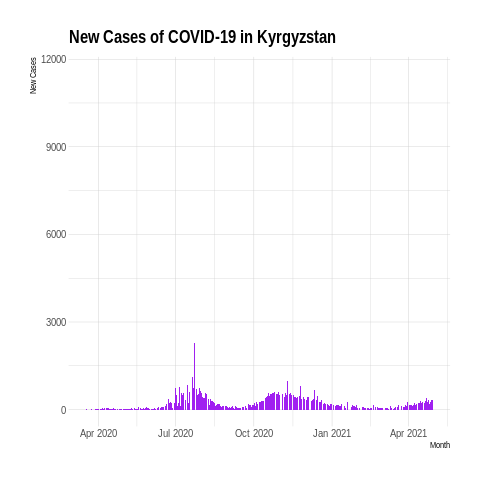 New Cases of COVID-19 in Kyrgyzstan
New Cases
12000
9000
6000
3000
0
Apr 2020 Jul 2020 Oct 2020 Jan 2021 Apr 2021
Month